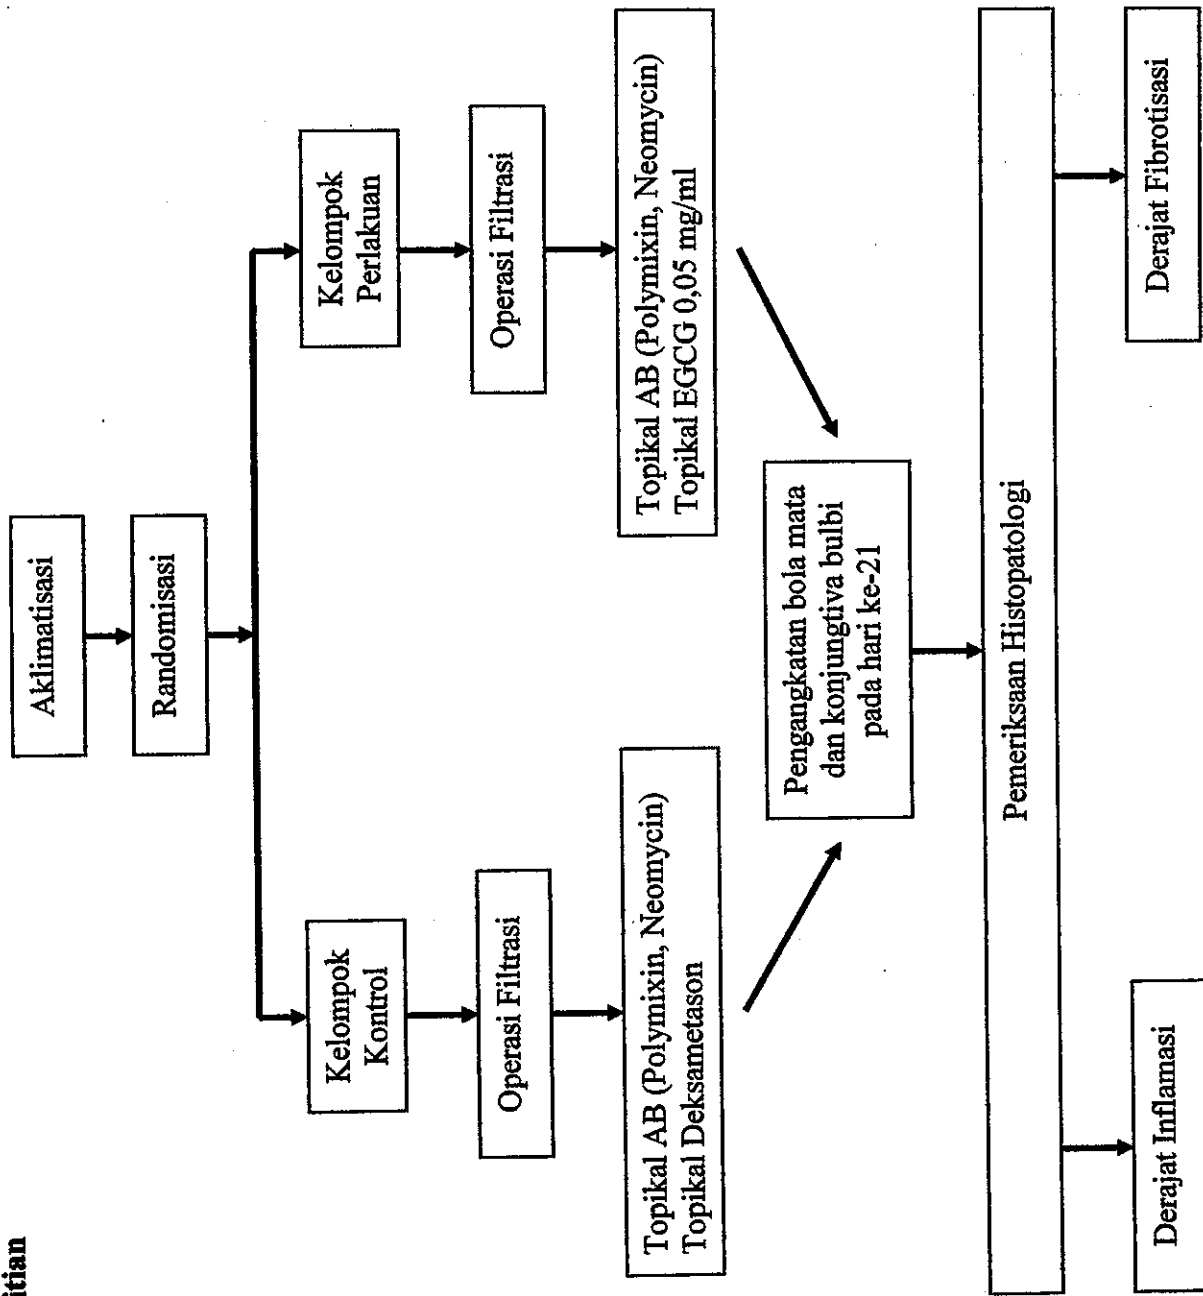 itian
Aklimatisasi
Randomisasi
Kelompok
Kontrol
Kelompok
Perlakuan
Operasi Filtrasi
Operasi Filtrasi
Topikal AB (Polymixin, Neomycin)
Topikal Deksametason
Topikal AB (Polymixin, Neomycin)
Topikal EGCG 0,05 mg/ml
Pengangkatan bola mata
dan konjungtiva bulbi
pada hari ke-21
Pemeriksaan Histopatologi
Derajat Inflamasi
Derajat Fibrotisasi